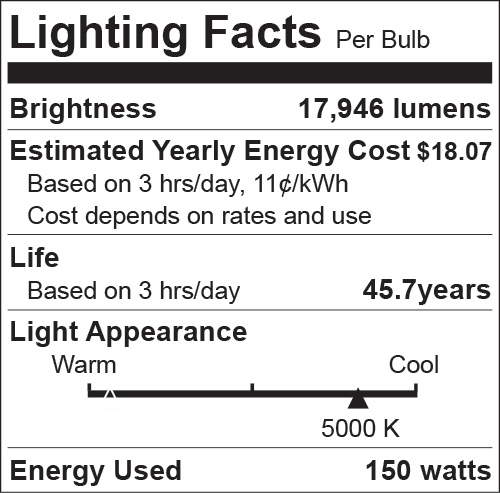 Lighting Facts Per Bulb
Brightness 17,946 lumens
Estimated Yearly Energy Cost $18.07
Based on 3 hrs/day, 11¢/kWh
Cost depends on rates and use
Life
Based on 3 hrs/day 45.7years
Light Appearance
Warm Cool
5000 K
Energy Used 150 watts